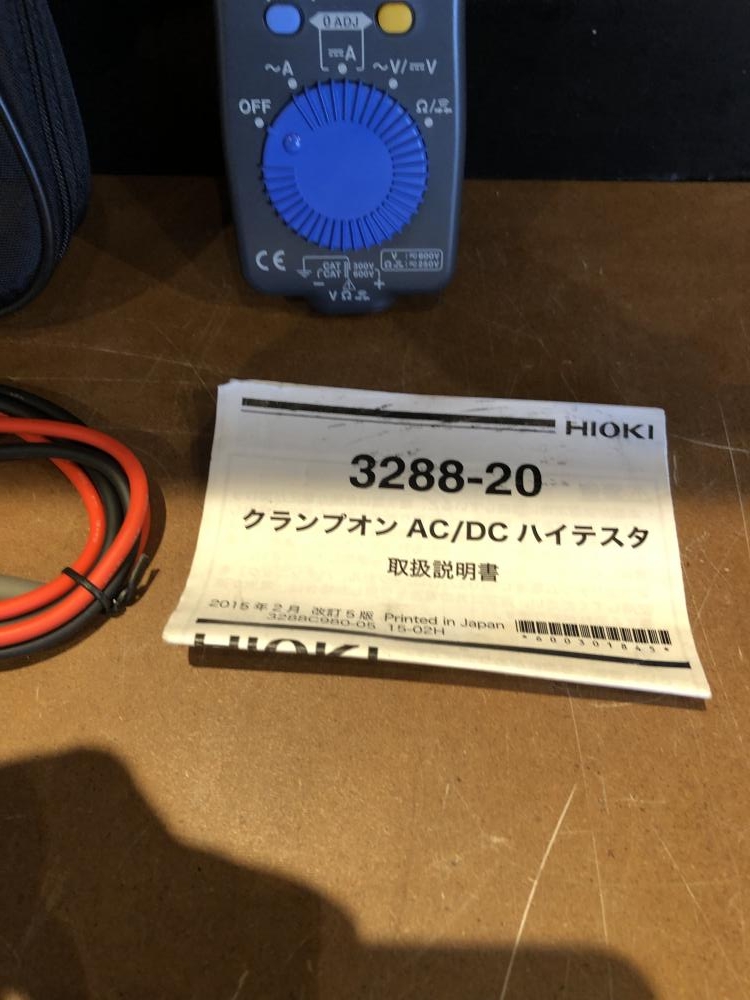 0 ADJ
⎓A
~A
~V/⎓V
OFF
Ω/
CE
CAT Ⅲ 300V
CAT Ⅱ 600V
V 600V
Ω 250V
− +
V Ω
HIOKI
3288-20
クランプオン AC/DC ハイテスタ
取扱説明書
2015年2月 改訂5版 Printed in Japan
3288C980-05 15-02H
*600301845*
HIOKI